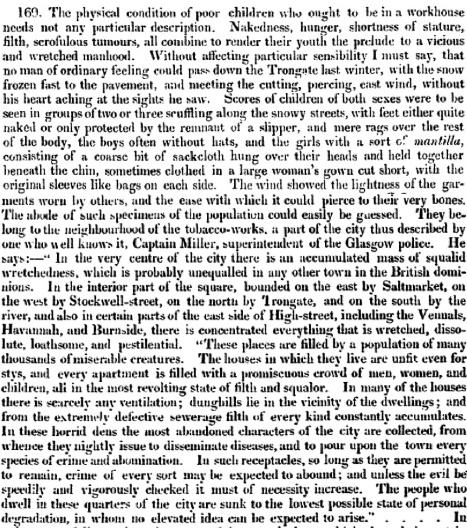 169. The physical condition of poor children who ought to be in a workhouse
needs not any particular description. Nakedness, hunger, shortness of stature,
filth, scrofulous tumours, all combine to render their youth the prelude to a vicious
and wretched manhood. Without affecting particular sensibility I must say, that
no man of ordinary feeling could pass down the Trongate last winter, with the snow
frozen fast to the pavement, and meeting the cutting, piercing, east wind, without
his heart aching at the sights he saw. Scores of children of both sexes were to be
seen in groups of two or three scuffling along the snowy streets, with feet either quite
naked or only protected by the remnant of a slipper, and mere rags over the rest
of the body, the boys often without hats, and the girls with a sort of mantilla,
consisting of a coarse bit of sackcloth hung over their heads and held together
beneath the chin, sometimes clothed in a large woman's gown cut short, with the
original sleeves like bags on each side. The wind showed the lightness of the gar-
ments worn by others, and the ease with which it could pierce to their very bones.
The abode of such specimens of the population could easily be guessed. They be-
long to the neighbourhood of the tobacco-works, a part of the city thus described by
one who well knows it, Captain Miller, superintendent of the Glasgow police. He
says:—" In the very centre of the city there is an accumulated mass of squalid
wretchedness, which is probably unequalled in any other town in the British domi-
nions. In the interior part of the square, bounded on the east by Saltmarket, on
the west by Stockwell-street, on the north by Trongate, and on the south by the
river, and also in certain parts of the east side of High-street, including the Vennals,
Havannah, and Burnside, there is concentrated everything that is wretched, disso-
lute, loathsome, and pestilential. "These places are filled by a population of many
thousands of miserable creatures. The houses in which they live are unfit even for
stys, and every apartment is filled with a promiscuous crowd of men, women, and
children, all in the most revolting state of filth and squalor. In many of the houses
there is scarcely any ventilation; dunghills lie in the vicinity of the dwellings; and
from the extremely defective sewerage filth of every kind constantly accumulates.
In these horrid dens the most abandoned characters of the city are collected, from
whence they nightly issue to disseminate diseases, and to pour upon the town every
species of crime and abomination. In such receptacles, so long as they are permitted
to remain, crime of every sort may be expected to abound; and unless the evil be
speedily and vigorously checked it must of necessity increase. The people who
dwell in these quarters of the city are sunk to the lowest possible state of personal
degradation, in whom no elevated idea can be expected to arise." . . . . In